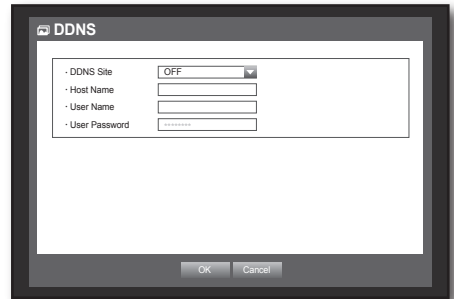 DDNS
· DDNS Site OFF
· Host Name
· User Name
· User Password --------
OK Cancel